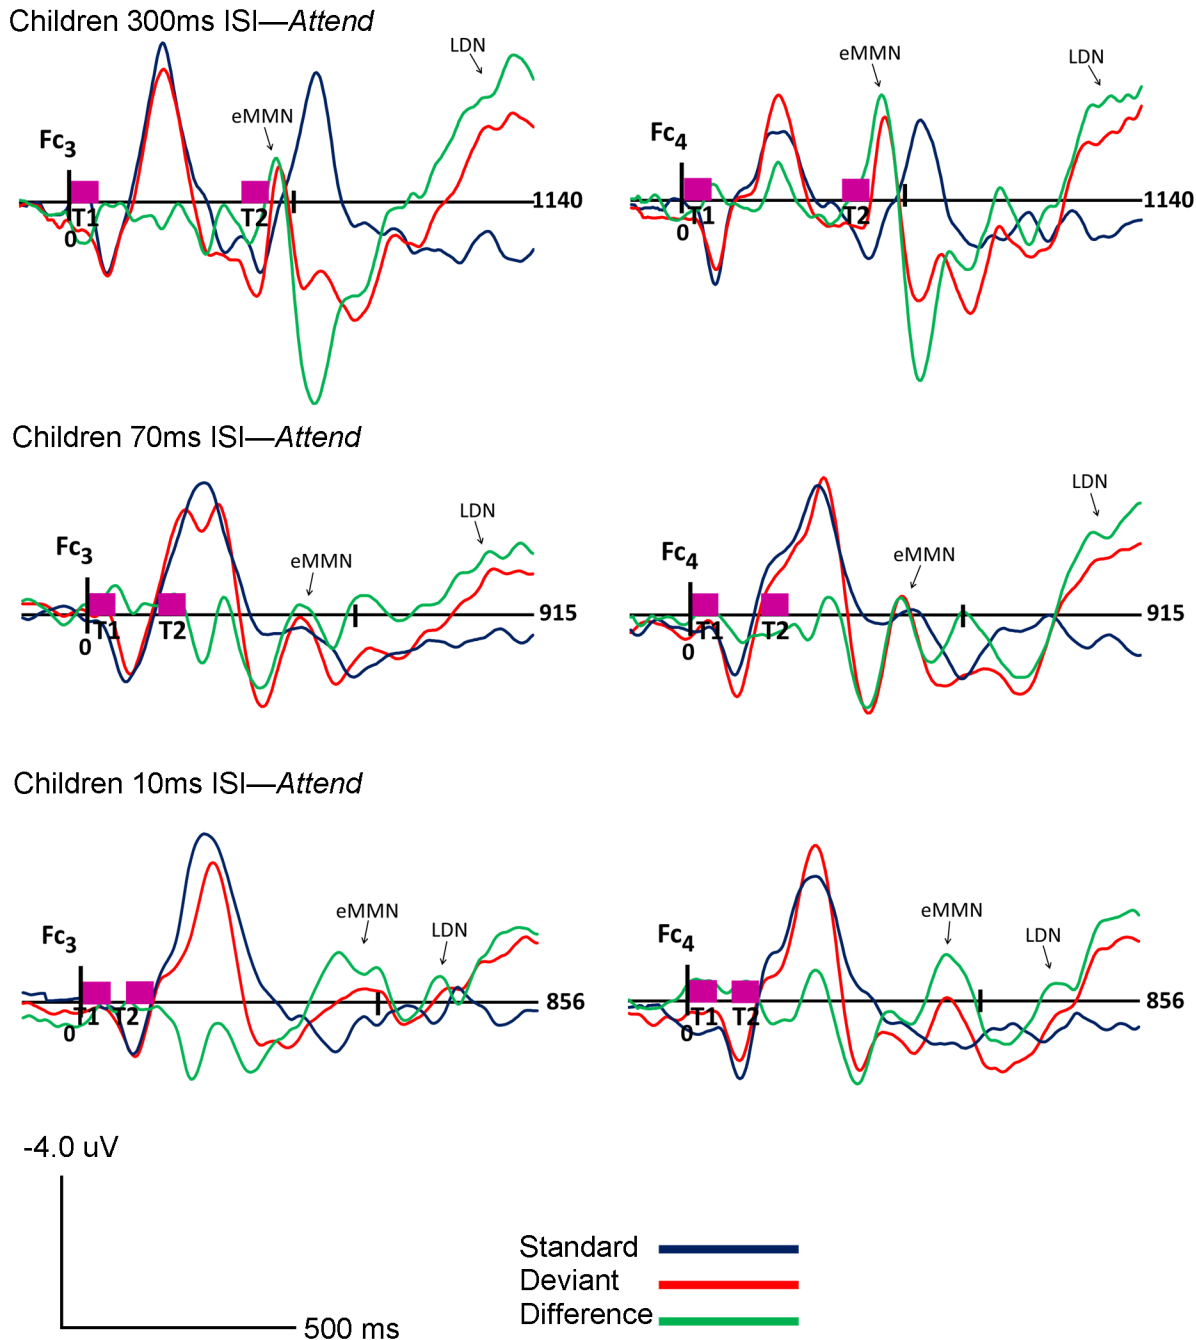 Children 300ms ISI—Attend
LDN
eMMN
Fc3
T1
T2
0
1140
eMMN
LDN
Fc4
T1
T2
0
1140
Children 70ms ISI—Attend
LDN
eMMN
Fc3
T1
T2
0
915
LDN
eMMN
Fc4
T1
T2
0
915
Children 10ms ISI—Attend
eMMN
LDN
Fc3
T1
T2
0
856
eMMN
LDN
Fc4
T1
T2
0
856
-4.0 uV
500 ms
Standard
Deviant
Difference